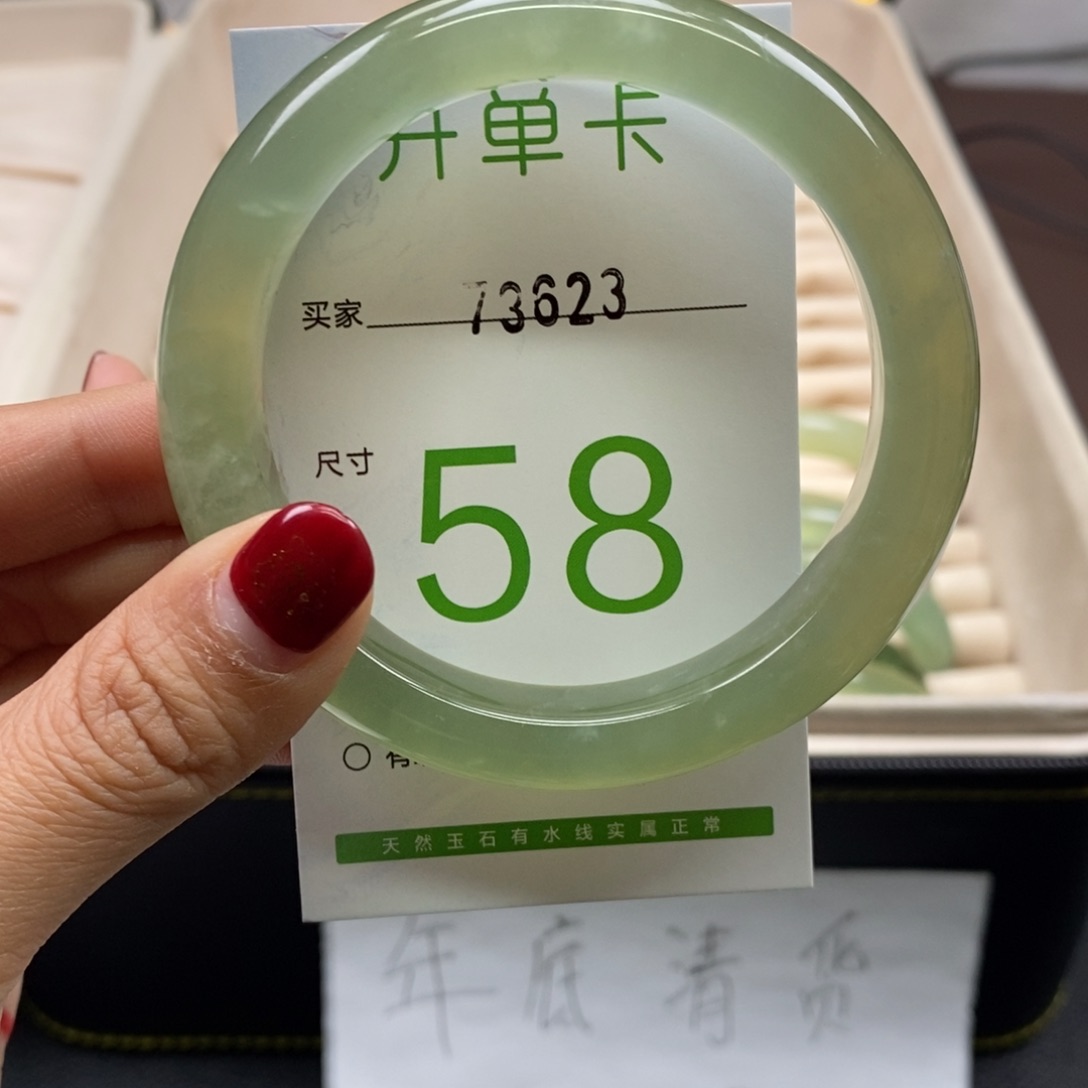 开单卡
买家 73623
尺寸 58
有
天然玉石有水线实属正常
年底清货